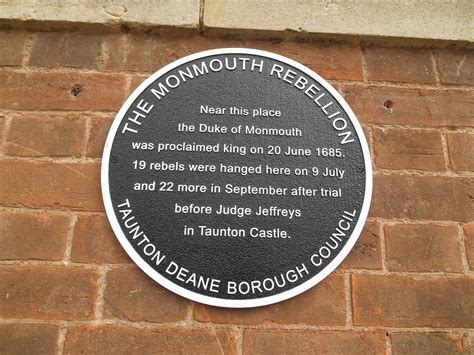 THE MONMOUTH REBELLION
Near this place
the Duke of Monmouth
was proclaimed king on 20 June 1685.
19 rebels were hanged here on 9 July
and 22 more in September after trial
before Judge Jeffreys
in Taunton Castle.
TAUNTON DEANE BOROUGH COUNCIL